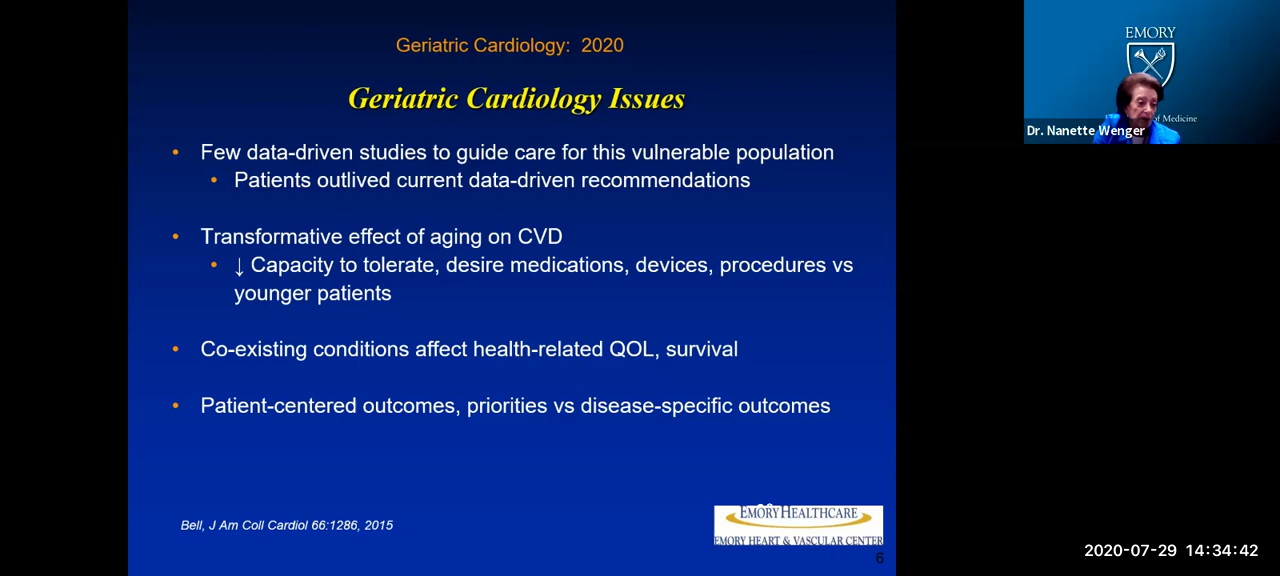 Geriatric Cardiology: 2020
Geriatric Cardiology Issues
• Few data-driven studies to guide care for this vulnerable population
• Patients outlived current data-driven recommendations
• Transformative effect of aging on CVD
• ↓ Capacity to tolerate, desire medications, devices, procedures vs
younger patients
• Co-existing conditions affect health-related QOL, survival
• Patient-centered outcomes, priorities vs disease-specific outcomes
Bell, J Am Coll Cardiol 66:1286, 2015
EMORY HEALTHCARE
EMORY HEART & VASCULAR CENTER
6
EMORY
of Medicine
Dr. Nanette Wenger
2020-07-29 14:34:42